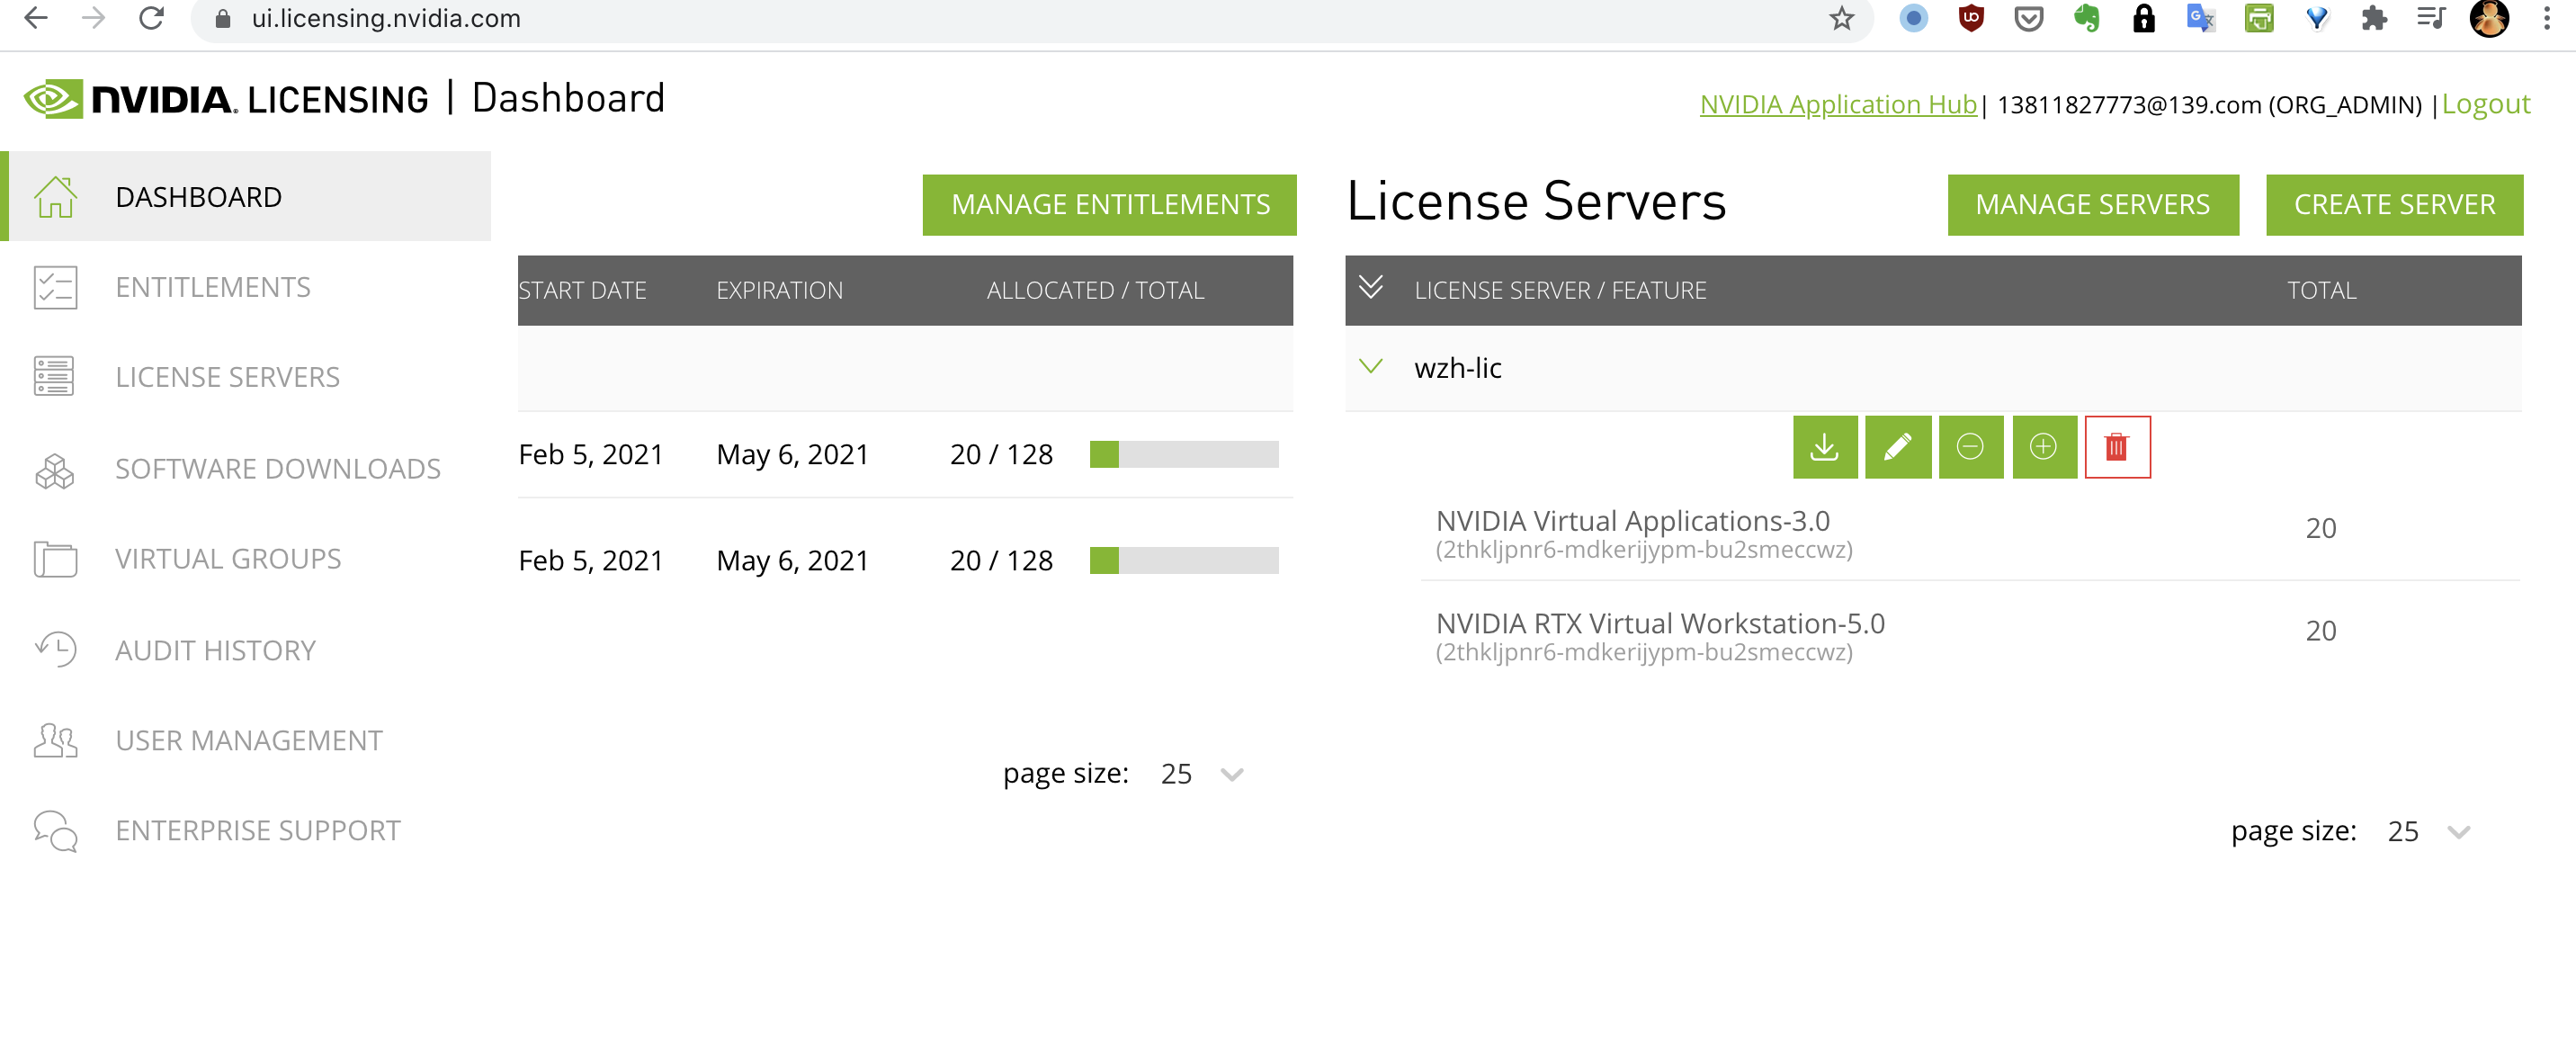 ui.licensing.nvidia.com
NVIDIA. LICENSING | Dashboard
NVIDIA Application Hub | 13811827773@139.com (ORG_ADMIN) | Logout
DASHBOARD
ENTITLEMENTS
LICENSE SERVERS
SOFTWARE DOWNLOADS
VIRTUAL GROUPS
AUDIT HISTORY
USER MANAGEMENT
ENTERPRISE SUPPORT
MANAGE ENTITLEMENTS
START DATE EXPIRATION ALLOCATED / TOTAL
Feb 5, 2021 May 6, 2021 20 / 128
Feb 5, 2021 May 6, 2021 20 / 128
page size: 25
License Servers MANAGE SERVERS CREATE SERVER
LICENSE SERVER / FEATURE TOTAL
wzh-lic
NVIDIA Virtual Applications-3.0 20
(2thkljpnr6-mdkerijypm-bu2smeccwz)
NVIDIA RTX Virtual Workstation-5.0 20
(2thkljpnr6-mdkerijypm-bu2smeccwz)
page size: 25